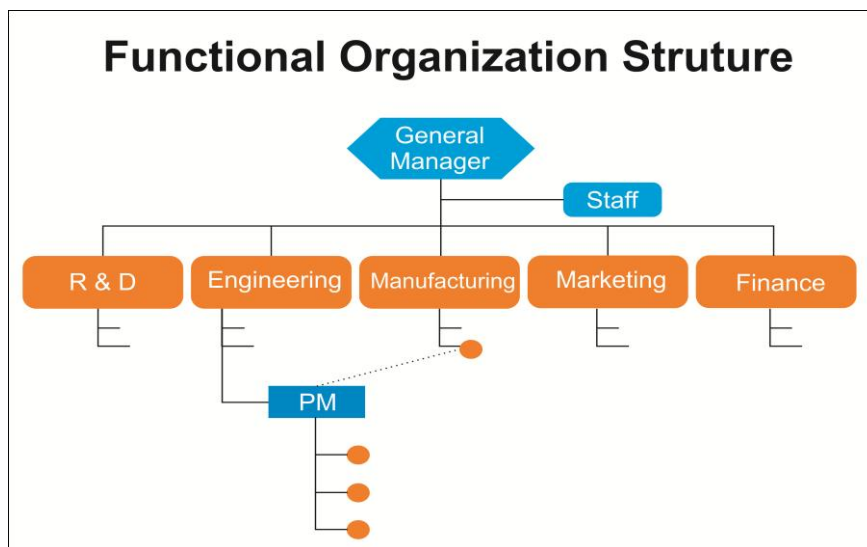 Functional Organization Struture
General
Manager
Staff
R & D
Engineering
Manufacturing
Marketing
Finance
PM